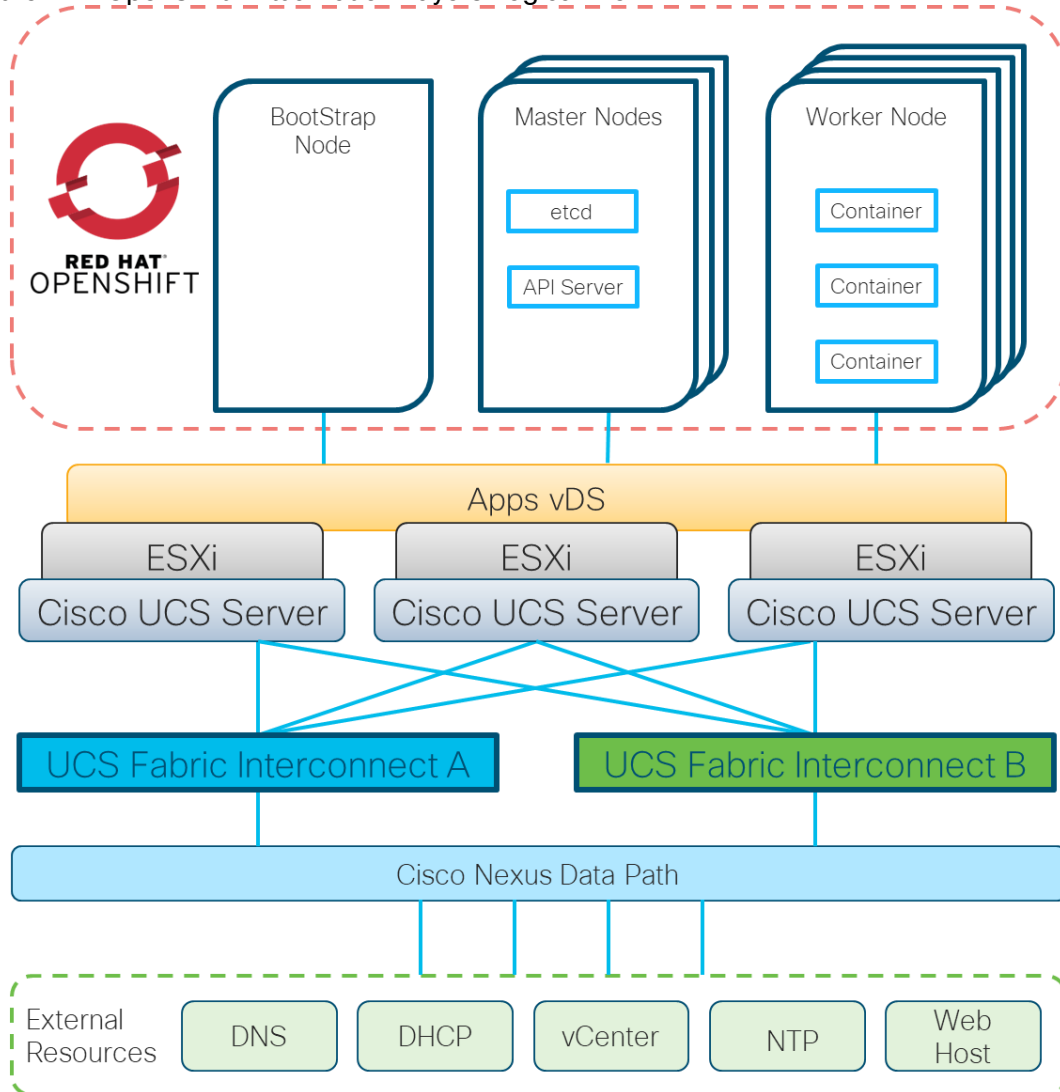 BootStrap
Node
Master Nodes
Worker Node
etcd
API Server
Container
Container
Container
RED HAT®
OPENSHIFT
Apps vDS
ESXi
ESXi
ESXi
Cisco UCS Server
Cisco UCS Server
Cisco UCS Server
UCS Fabric Interconnect A
UCS Fabric Interconnect B
Cisco Nexus Data Path
External
Resources
DNS
DHCP
vCenter
NTP
Web
Host